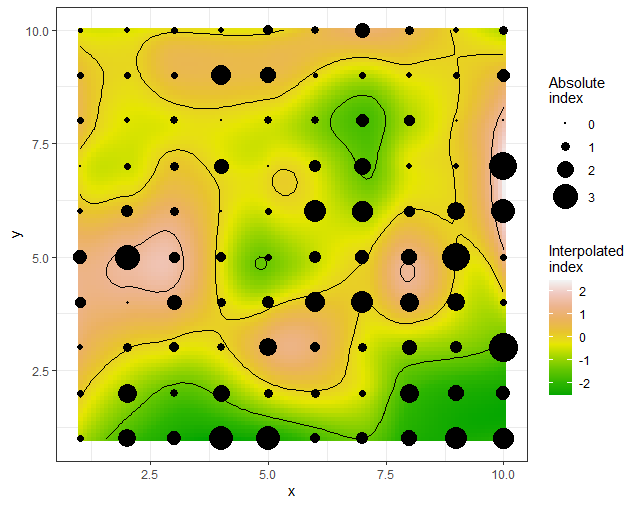 10.0
7.5
5.0
2.5
y
2.5
5.0
7.5
10.0
x
Absolute
index
0
1
2
3
Interpolated
index
2
1
0
-1
-2